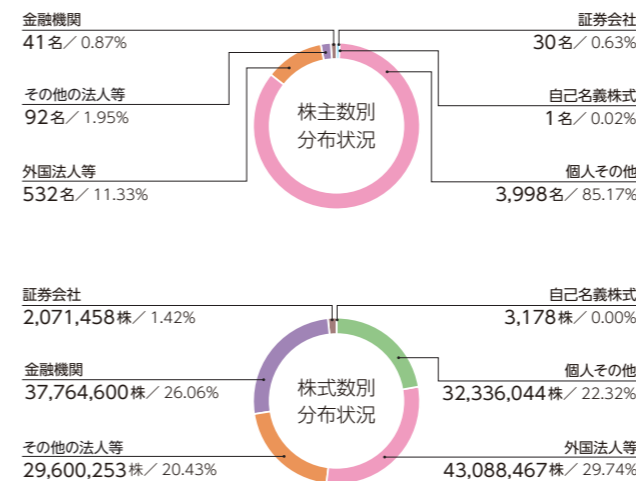 金融機関
41名／0.87%
証券会社
30名／0.63%
その他の法人等
92名／1.95%
自己名義株式
1名／0.02%
外国法人等
532名／11.33%
個人その他
3,998名／85.17%
株主数別
分布状況
証券会社
2,071,458株／1.42%
自己名義株式
3,178株／0.00%
金融機関
37,764,600株／26.06%
個人その他
32,336,044株／22.32%
その他の法人等
29,600,253株／20.43%
外国法人等
43,088,467株／29.74%
株式数別
分布状況